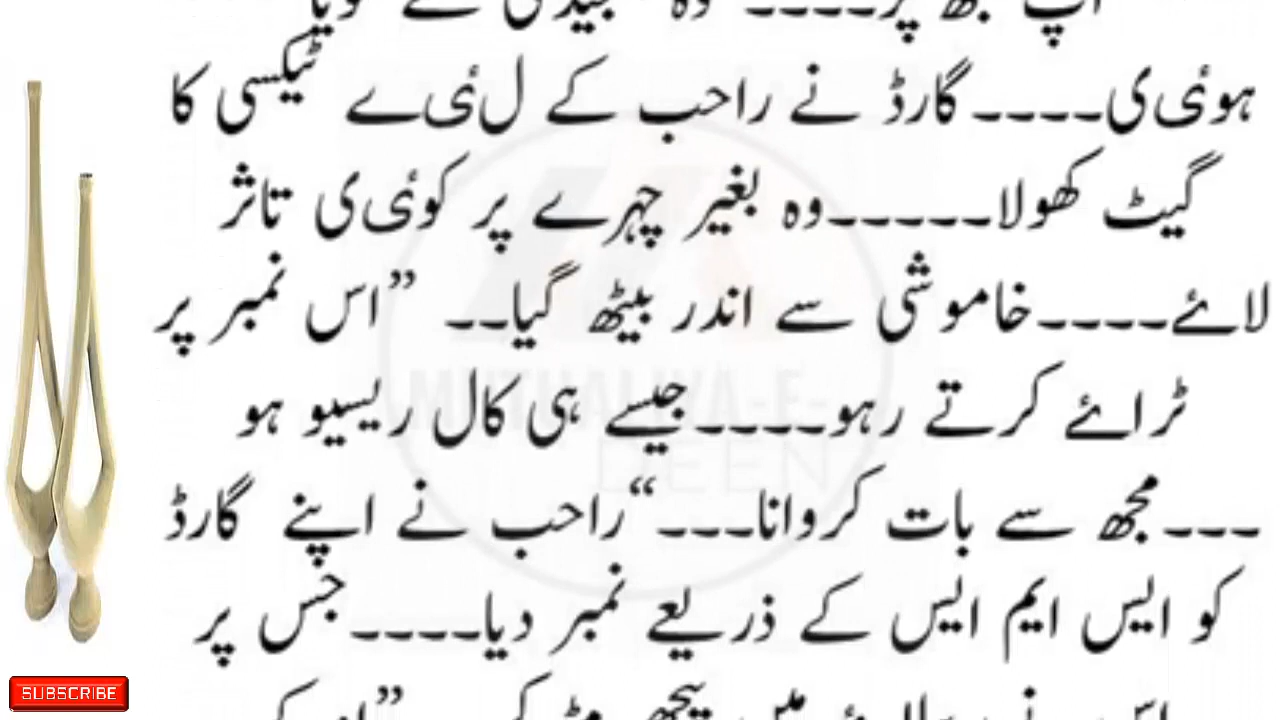 ہوئی ی۔۔۔۔گارڈ نے راحب کے لئی ے ٹیکسی کا
گیٹ کھولا۔۔۔۔۔۔وہ بغیر چہرے پر کوئی ی تاثر
لائے۔۔۔۔خاموشی سے اندر بیٹھ گیا۔۔ ”اس نمبر پر
ٹرائے کرتے رہو۔۔۔۔جیسے ہی کال ریسیو ہو
۔۔۔مجھ سے بات کروانا۔۔۔“راحب نے اپنے گارڈ
کو ایس ایم ایس کے ذریعے نمبر دیا۔۔۔۔جس پر
SUBSCRIBE